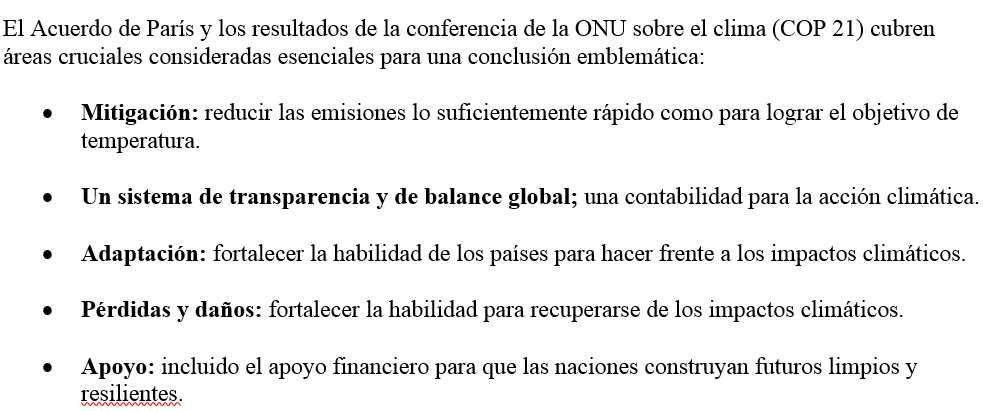 El Acuerdo de París y los resultados de la conferencia de la ONU sobre el clima (COP 21) cubren
áreas cruciales consideradas esenciales para una conclusión emblemática:
• Mitigación: reducir las emisiones lo suficientemente rápido como para lograr el objetivo de
temperatura.
• Un sistema de transparencia y de balance global; una contabilidad para la acción climática.
• Adaptación: fortalecer la habilidad de los países para hacer frente a los impactos climáticos.
• Pérdidas y daños: fortalecer la habilidad para recuperarse de los impactos climáticos.
• Apoyo: incluido el apoyo financiero para que las naciones construyan futuros limpios y
resilientes.